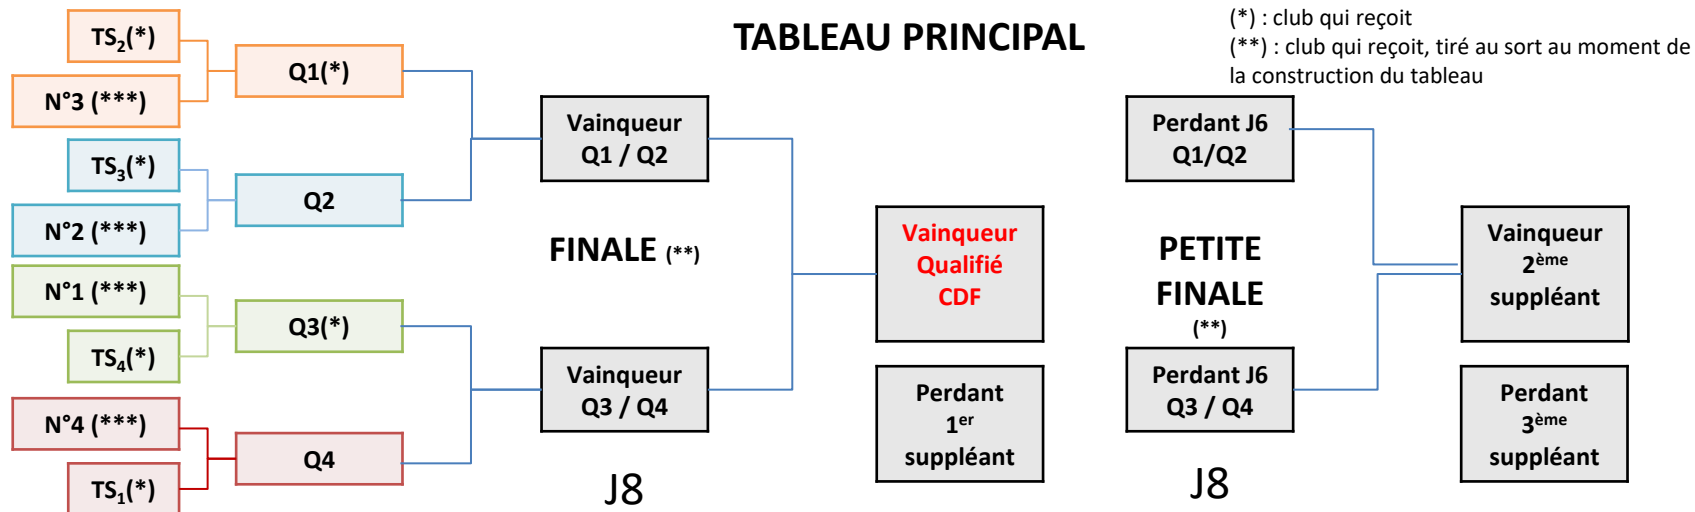 TABLEAU PRINCIPAL
(*) : club qui reçoit
(**) : club qui reçoit, tiré au sort au moment de
la construction du tableau
TS2(*)
N°3 (***)
TS3(*)
N°2 (***)
N°1 (***)
TS4(*)
N°4 (***)
TS1(*)
Q1(*)
Q2
Q3(*)
Q4
Vainqueur
Q1 / Q2
FINALE (**)
Vainqueur
Q3 / Q4
J8
Vainqueur
Qualifié
CDF
Perdant
1er
suppléant
Perdant J6
Q1/Q2
PETITE
FINALE
(**)
Perdant J6
Q3 / Q4
J8
Vainqueur
2ème
suppléant
Perdant
3ème
suppléant